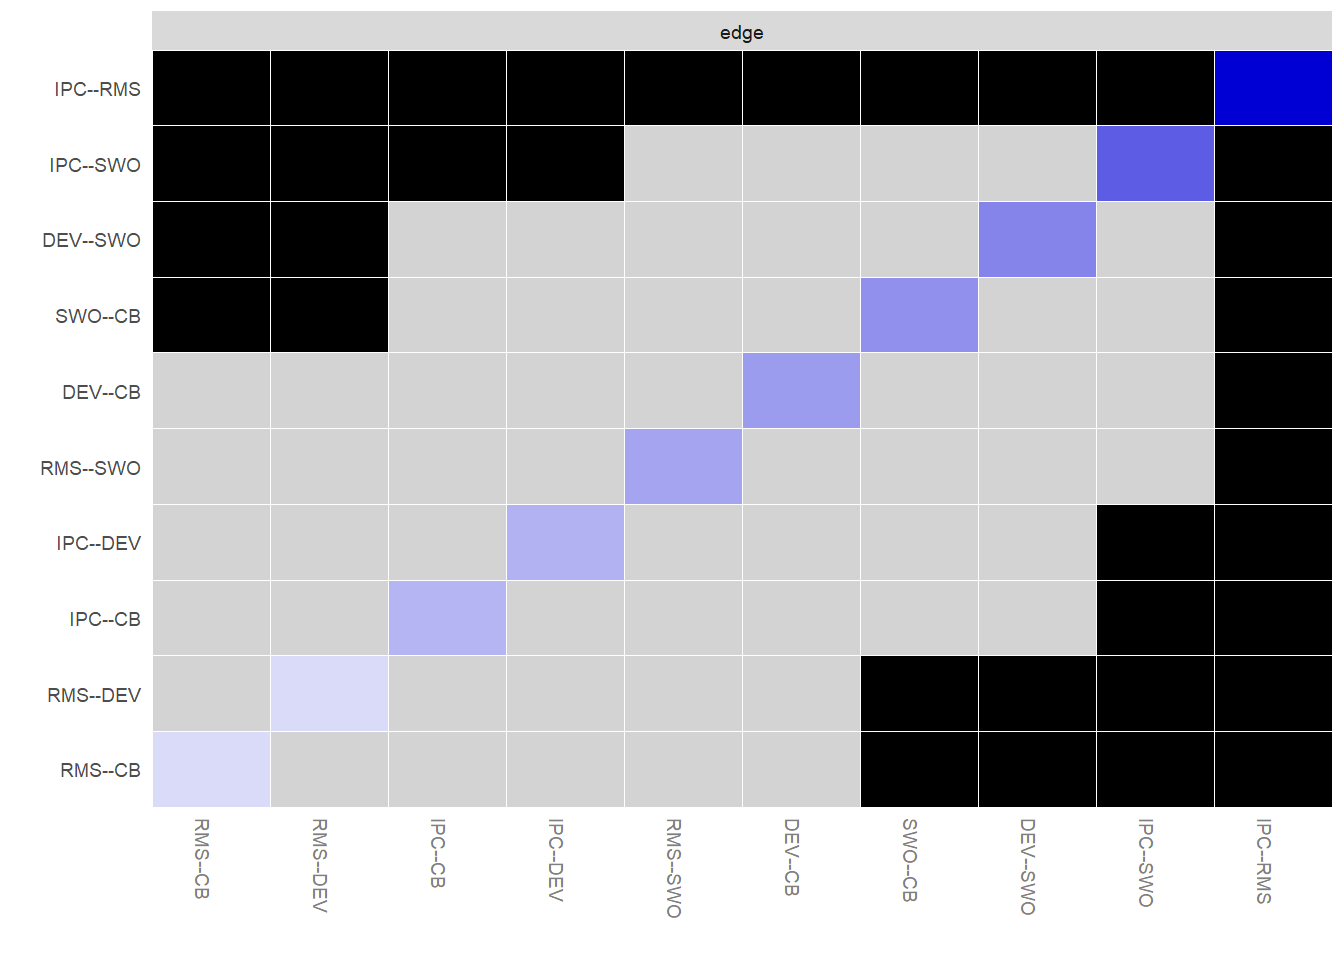 edge
IPC--RMS
IPC--SWO
DEV--SWO
SWO--CB
DEV--CB
RMS--SWO
IPC--DEV
IPC--CB
RMS--DEV
RMS--CB
RMS--CB
RMS--DEV
IPC--CB
IPC--DEV
RMS--SWO
DEV--CB
SWO--CB
DEV--SWO
IPC--SWO
IPC--RMS